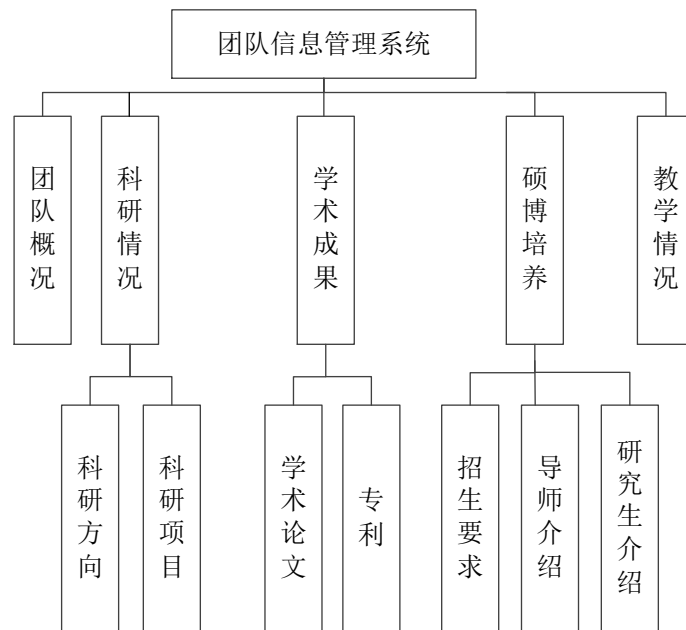 团队信息管理系统
团队概况
科研情况
学术成果
硕博培养
教学情况
科研方向
科研项目
学术论文
专利
招生要求
导师介绍
研究生介绍